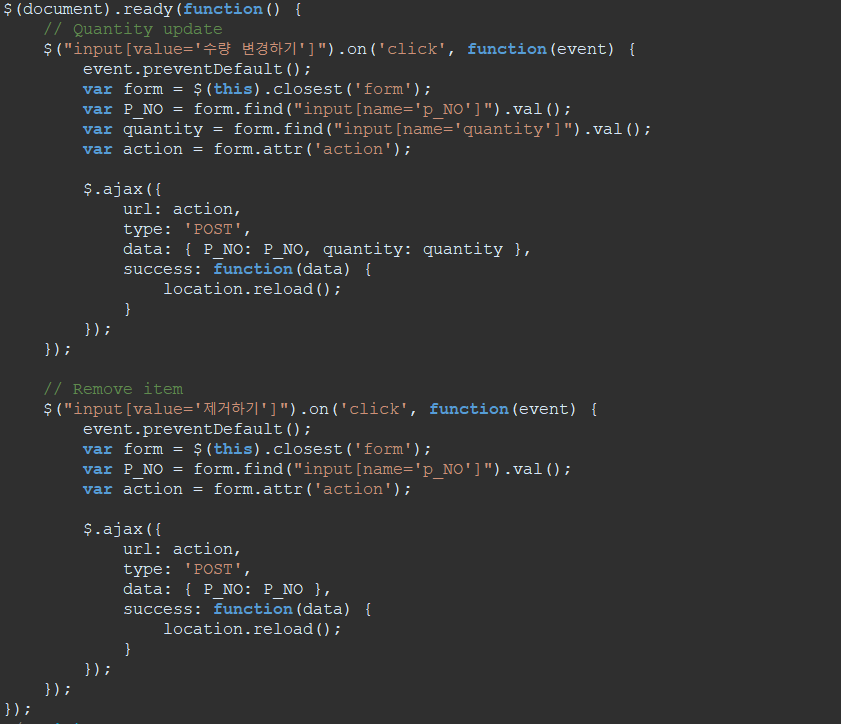 $(document).ready(function() {
    // Quantity update
    $("input[value='수량 변경하기']").on('click', function(event) {
        event.preventDefault();
        var form = $(this).closest('form');
        var P_NO = form.find("input[name='p_NO']").val();
        var quantity = form.find("input[name='quantity']").val();
        var action = form.attr('action');

        $.ajax({
            url: action,
            type: 'POST',
            data: { P_NO: P_NO, quantity: quantity },
            success: function(data) {
                location.reload();
            }
        });
    });

    // Remove item
    $("input[value='제거하기']").on('click', function(event) {
        event.preventDefault();
        var form = $(this).closest('form');
        var P_NO = form.find("input[name='p_NO']").val();
        var action = form.attr('action');

        $.ajax({
            url: action,
            type: 'POST',
            data: { P_NO: P_NO },
            success: function(data) {
                location.reload();
            }
        });
    });
});